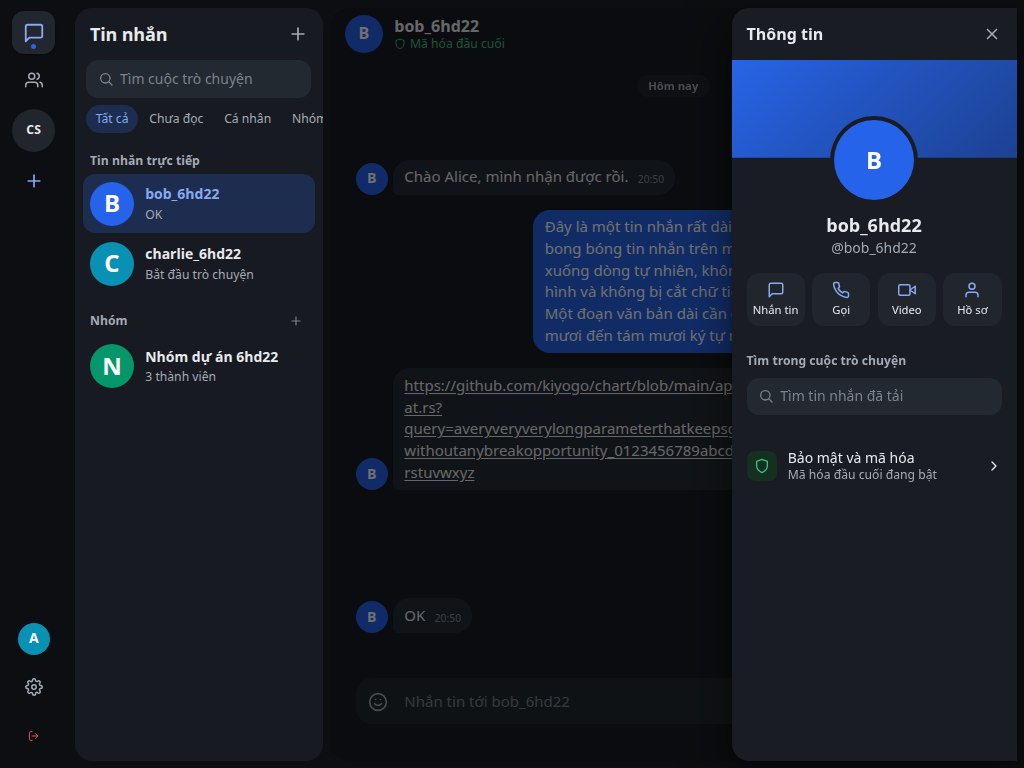 CS
A
Tin nhắn
Tìm cuộc trò chuyện
Tất cả
Chưa đọc
Cá nhân
Nhóm
Tin nhắn trực tiếp
B
bob_6hd22
OK
C
charlie_6hd22
Bắt đầu trò chuyện
Nhóm
N
Nhóm dự án 6hd22
3 thành viên
B
bob_6hd22
Mã hóa đầu cuối
Hôm nay
B
Chào Alice, mình nhận được rồi. 20:50
Đây là một tin nhắn rất dài
bong bóng tin nhắn trên
xuống dòng tự nhiên,
hình và không bị cắt chữ
Một đoạn văn bản dài cần
mươi đến tám mươi ký tự
https://github.com/kiyogo/chart/blob/main/ap
at.rs?
query=averyveryverylongparameterthatkeeps
withoutanybreakopportunity_0123456789abcd
rstuvwxyz
B
B
OK 20:50
Nhắn tin tới bob_6hd22
Thông tin
B
bob_6hd22
@bob_6hd22
Nhắn tin
Gọi
Video
Hồ sơ
Tìm trong cuộc trò chuyện
Tìm tin nhắn đã tải
Bảo mật và mã hóa
Mã hóa đầu cuối đang bật